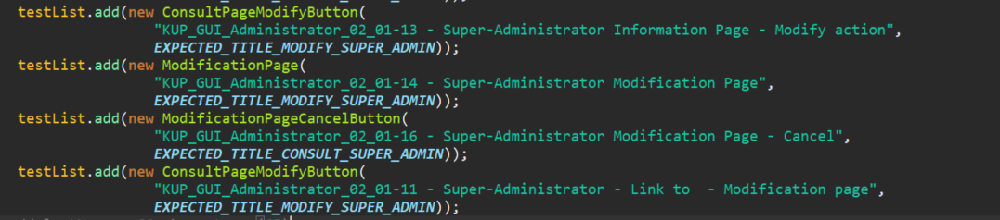 testList.add(new ConsultPageModifyButton(
"KUP_GUI_Administrator_02_01-13 - Super-Administrator Information Page - Modify action",
EXPECTED_TITLE_MODIFY_SUPER_ADMIN));
testList.add(new ModificationPage(
"KUP_GUI_Administrator_02_01-14 - Super-Administrator Modification Page",
EXPECTED_TITLE_MODIFY_SUPER_ADMIN));
testList.add(new ModificationPageCancelButton(
"KUP_GUI_Administrator_02_01-16 - Super-Administrator Modification Page - Cancel",
EXPECTED_TITLE_CONSULT_SUPER_ADMIN));
testList.add(new ConsultPageModifyButton(
"KUP_GUI_Administrator_02_01-11 - Super-Administrator - Link to  - Modification page",
EXPECTED_TITLE_MODIFY_SUPER_ADMIN));